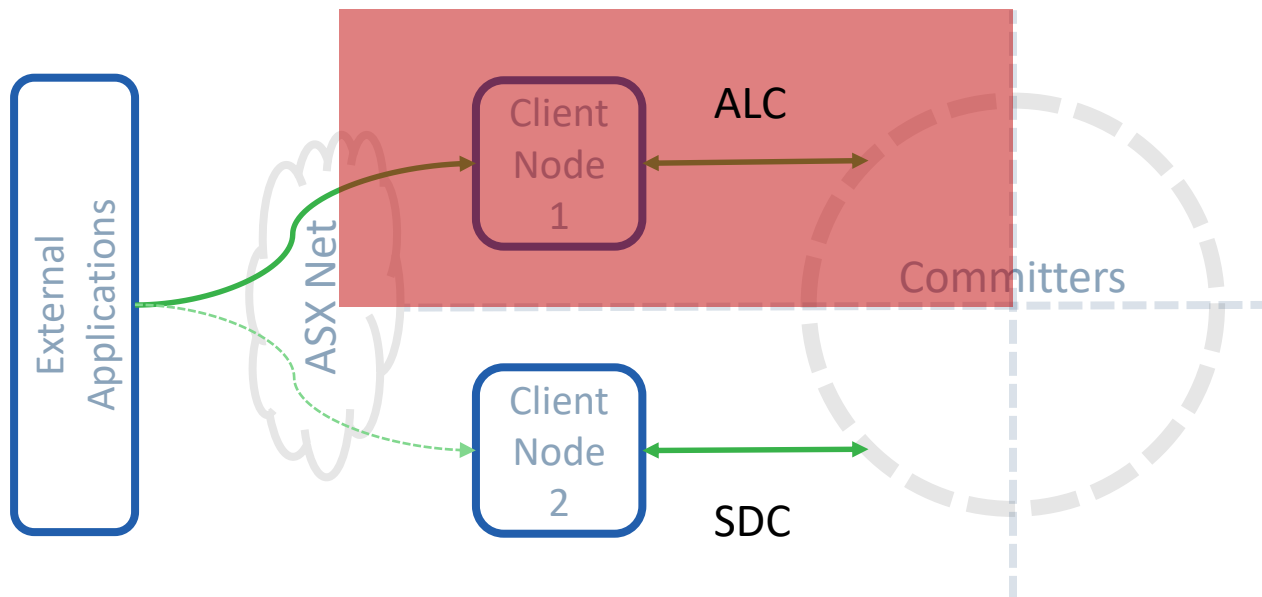 External
Applications
ASX Net
Client
Node
1
ALC
Committers
Client
Node
2
SDC